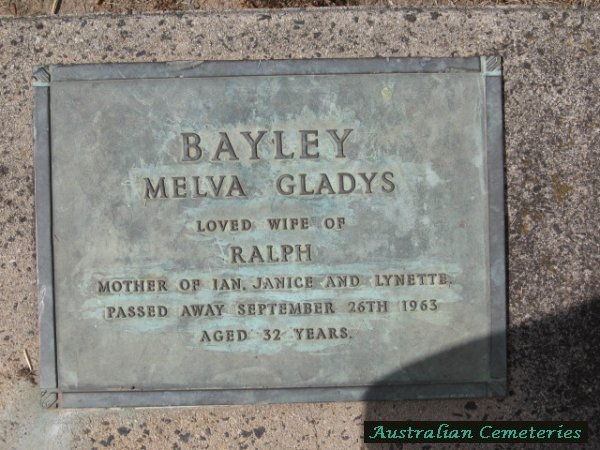 BAYLEY
MELVA GLADYS
LOVED WIFE OF
RALPH
MOTHER OF IAN, JANICE AND LYNETTE,
PASSED AWAY SEPTEMBER 26TH 1963
AGED 32 YEARS.
Australian Cemeteries